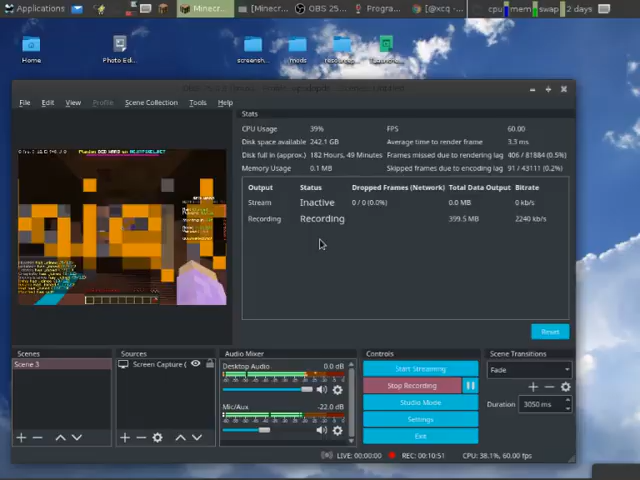 Applications
Minecr...
[Minecr...
OBS 25...
Progra...
[@xcq -...
cpu
mem
swap
2 days
Home
Photo Edi...
screensh...
mods
File Edit View Profile Scene Collection Tools Help
Stats
CPU Usage 39% FPS 60.00
Disk space available 242.1 GB Average time to render frame 3.3 ms
Disk full in (approx.) 182 Hours, 49 Minutes Frames missed due to rendering lag 406 / 81884 (0.5%)
Memory Usage 0.1 MB Skipped frames due to encoding lag 91 / 43111 (0.2%)
Output Status Dropped Frames (Network) Total Data Output Bitrate
Stream Inactive 0 / 0 (0.0%) 0.0 MB 0 kb/s
Recording Recording 399.5 MB 2240 kb/s
Reset
Scenes Sources Audio Mixer Controls Scene Transitions
Scene 3
Screen Capture (
Desktop Audio 0.0 dB
Mic/Aux -22.0 dB
Start Streaming
Stop Recording
Studio Mode
Settings
Exit
Fade
Duration 3050 ms
LIVE: 00:00:00 REC: 00:10:51 CPU: 38.1%, 60.00 fps